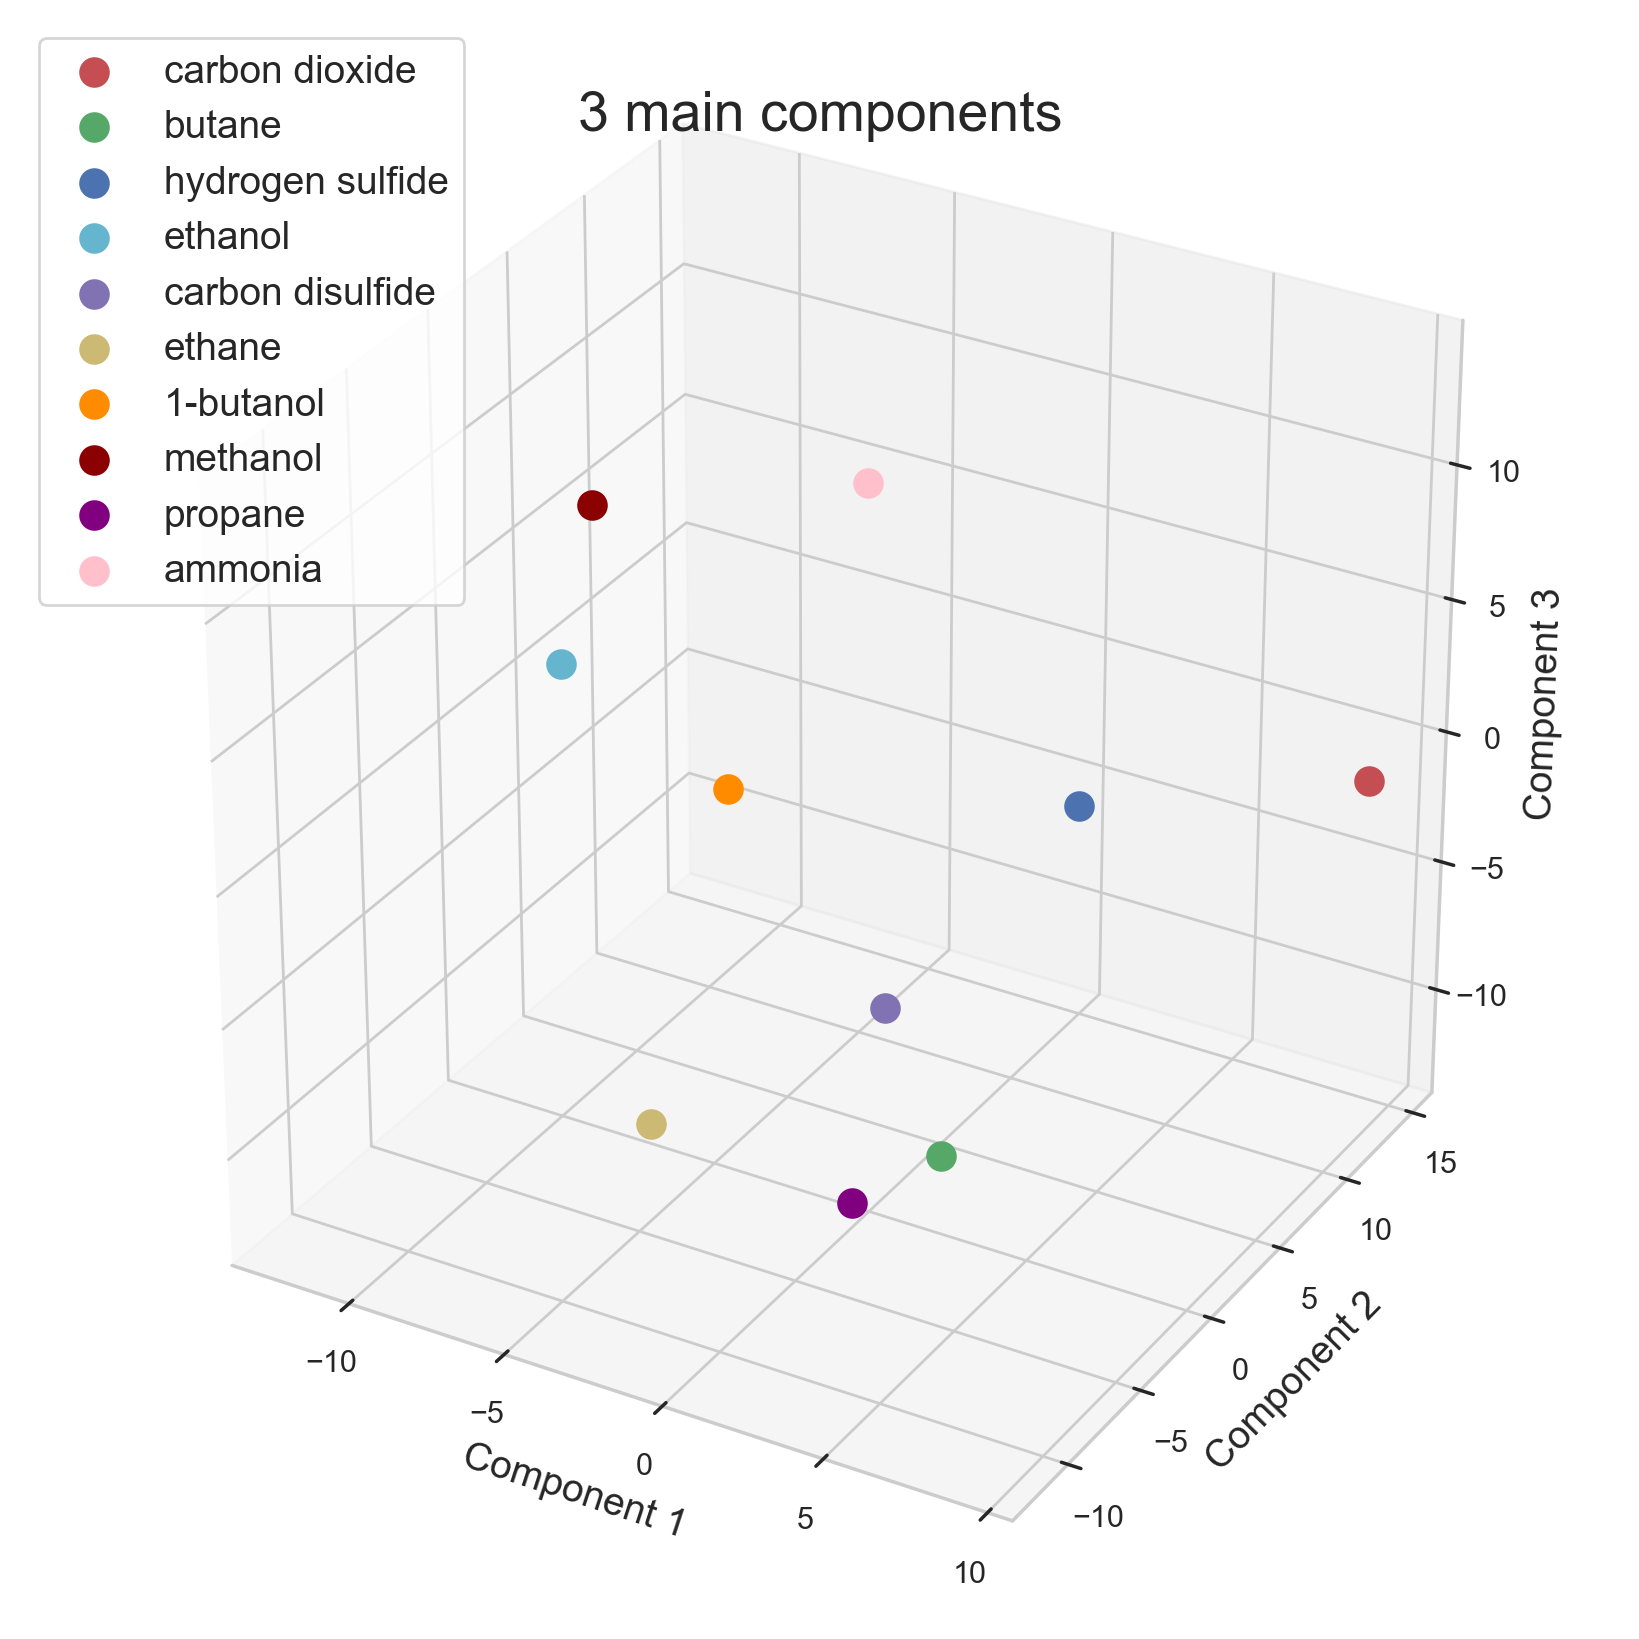 3 main components
carbon dioxide
butane
hydrogen sulfide
ethanol
carbon disulfide
ethane
1-butanol
methanol
propane
ammonia
10
5
0
−5
−10
Component 3
15
10
5
0
−5
−10
Component 2
−10
−5
0
5
10
Component 1